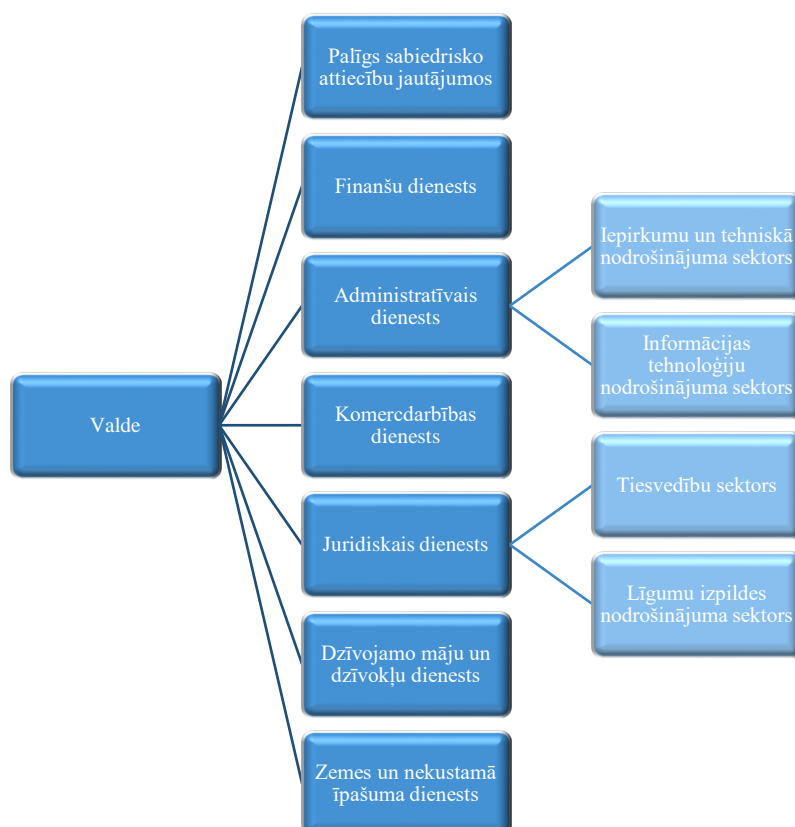 Palīgs sabiedrisko
attiecību jautājumos
Finanšu dienests
Iepirkumu un tehniskā
nodrošinājuma sektors
Administratīvais
dienests
Informācijas
tehnoloģiju
nodrošinājuma sektors
Valde
Komercdarbības
dienests
Tiesvedību sektors
Juridiskais dienests
Līgumu izpildes
nodrošinājuma sektors
Dzīvojamo māju un
dzīvokļu dienests
Zemes un nekustamā
īpašuma dienests